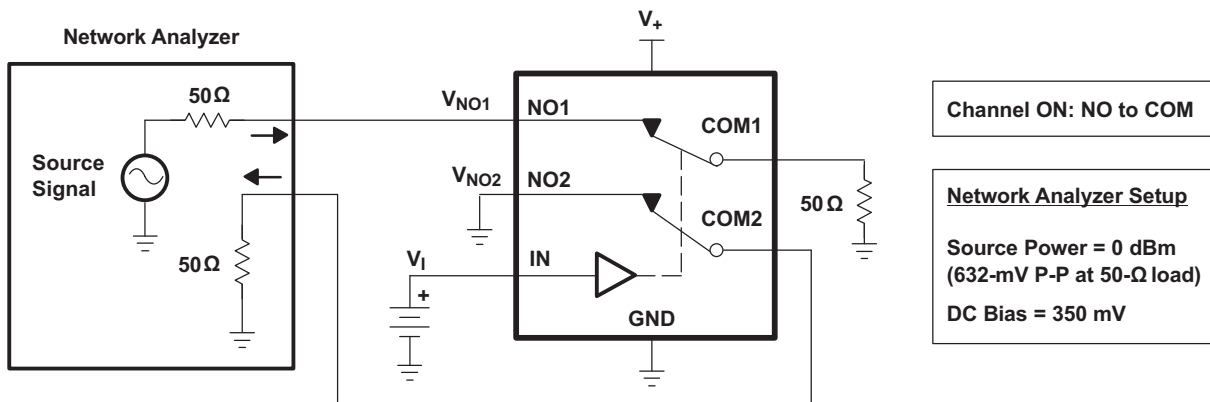 Network Analyzer
50Ω
Source
Signal
50Ω
V+
VNO1
NO1
COM1
VNO2
NO2
COM2
50Ω
VI
IN
+
GND
Channel ON: NO to COM
Network Analyzer Setup
Source Power = 0 dBm
(632-mV P-P at 50-Ω load)
DC Bias = 350 mV